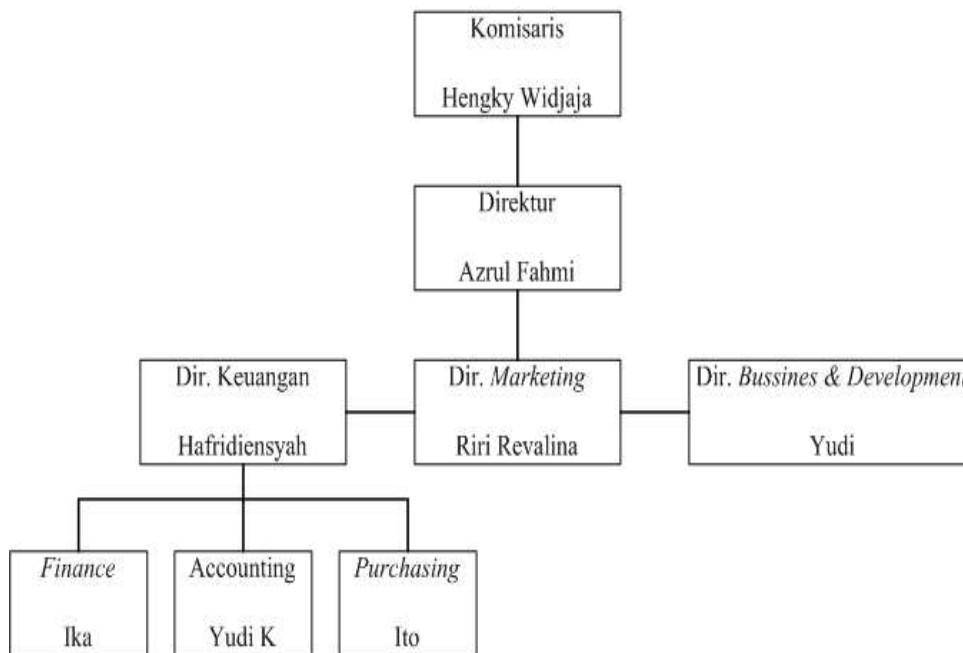 Komisaris
Hengky Widjaja
Direktur
Azrul Fahmi
Dir. Keuangan
Hafridiensyah
Dir. Marketing
Riri Revalina
Dir. Bussines & Development
Yudi
Finance
Ika
Accounting
Yudi K
Purchasing
Ito